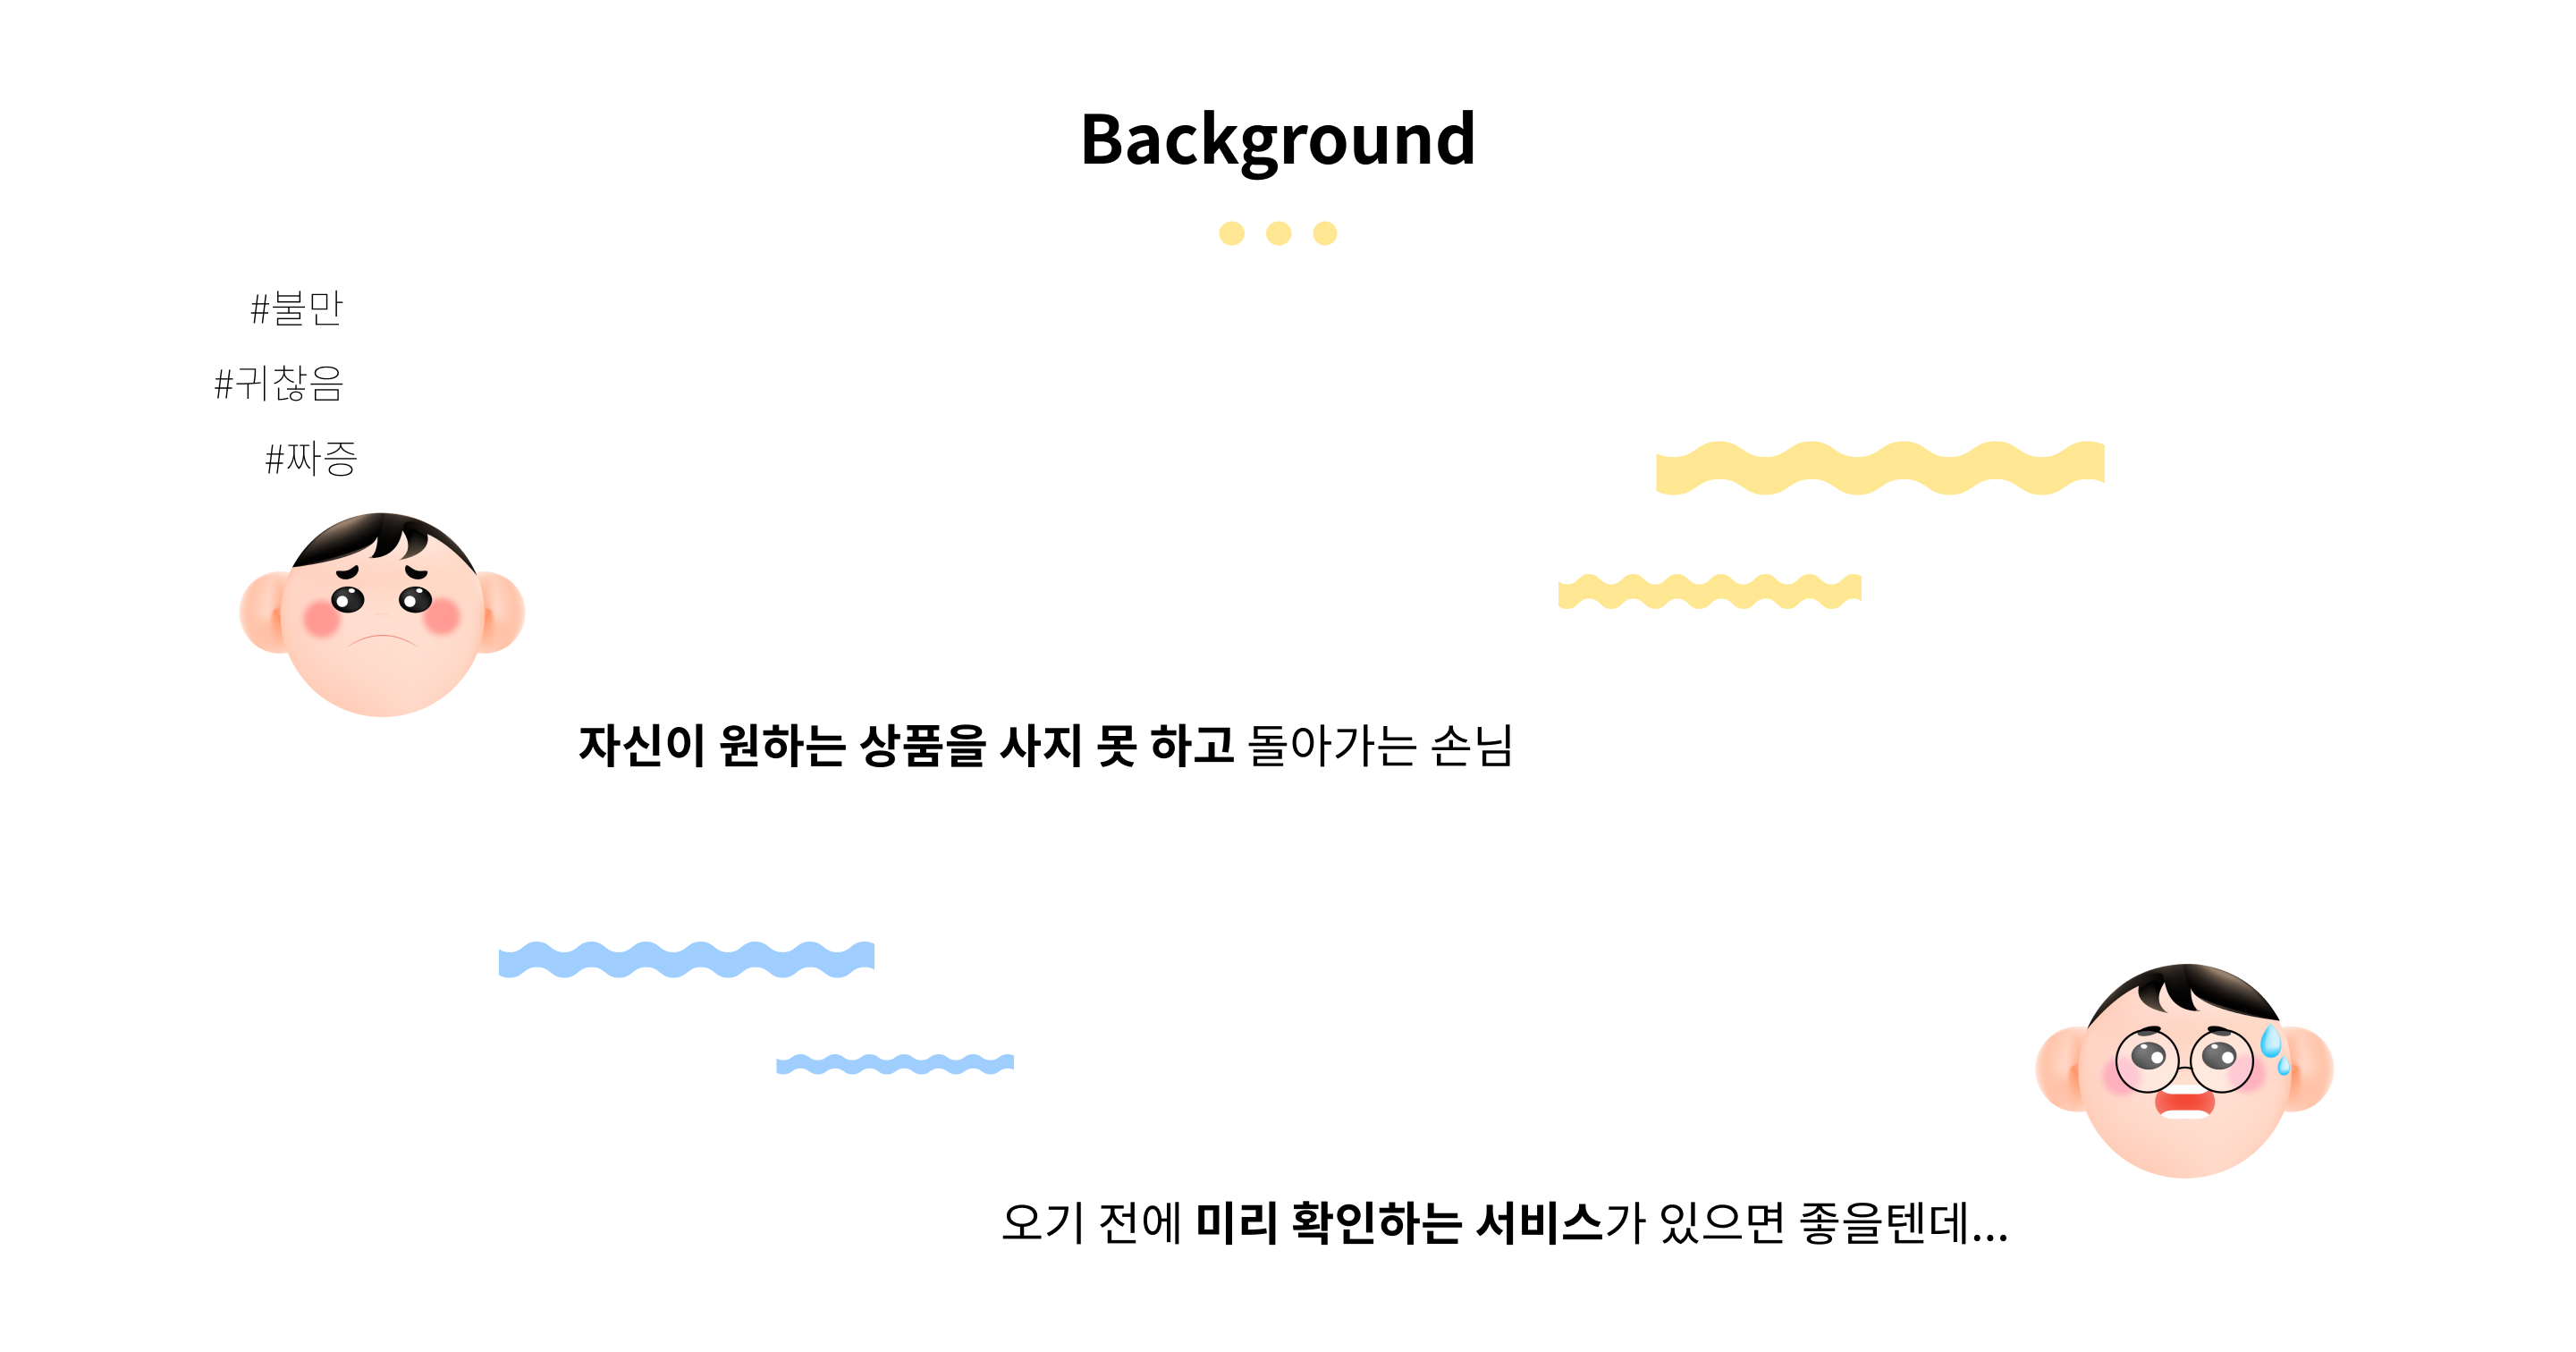 Background
#불만
#귀찮음
#짜증
자신이 원하는 상품을 사지 못 하고 돌아가는 손님
오기 전에 미리 확인하는 서비스가 있으면 좋을텐데...